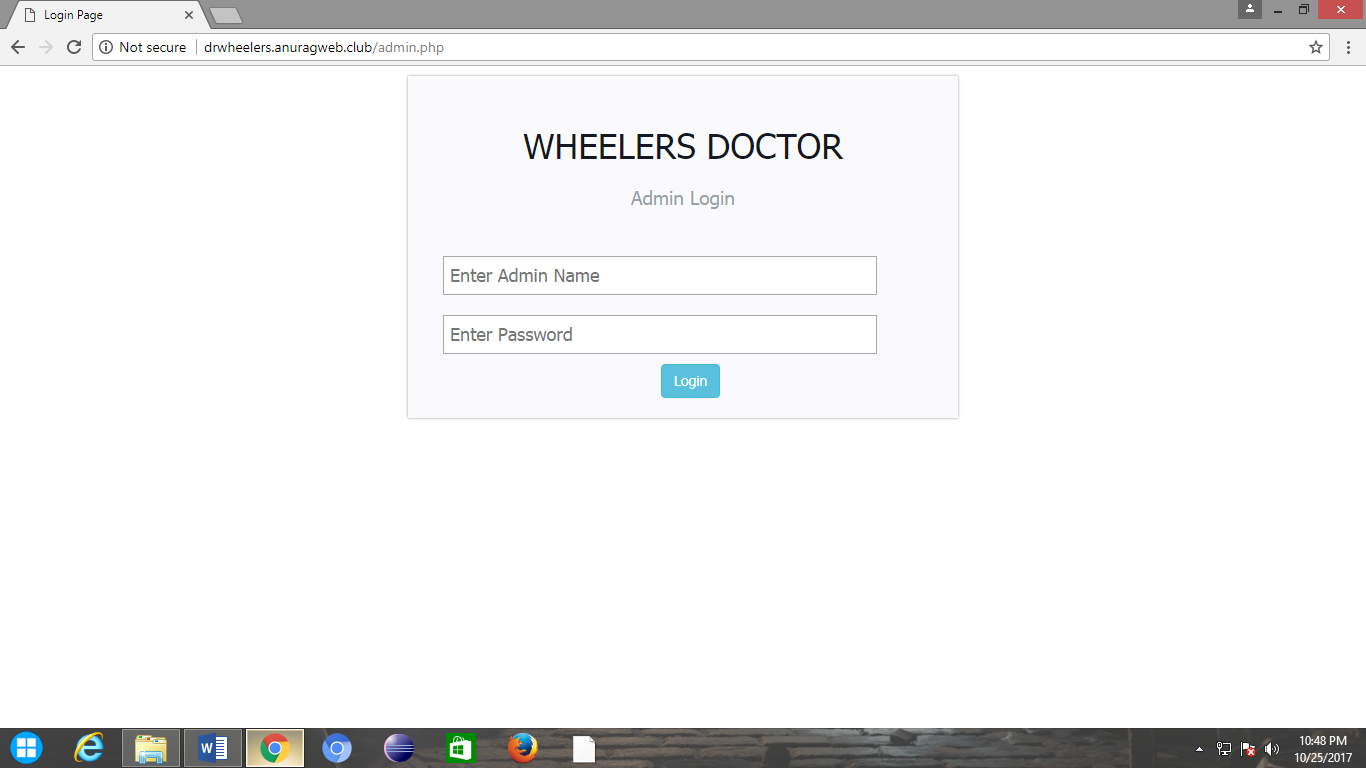 Login Page
Not secure
drwheelers.anuragweb.club/admin.php
WHEELERS DOCTOR
Admin Login
Enter Admin Name
Enter Password
Login
10:48 PM
10/25/2017